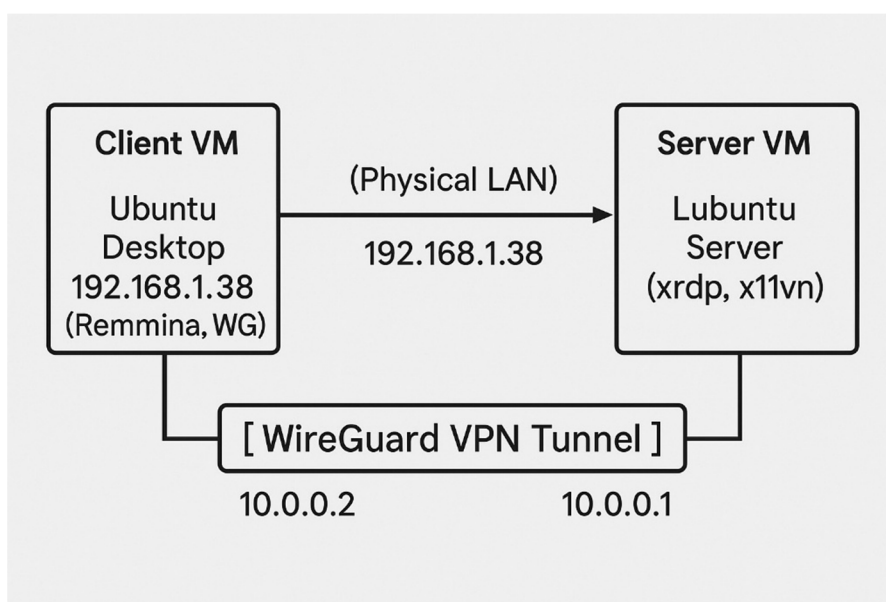 Client VM
Ubuntu
Desktop
192.168.1.38
(Remmina, WG)
(Physical LAN)
192.168.1.38
Server VM
Lubuntu
Server
(xrdp, x11vn)
[ WireGuard VPN Tunnel ]
10.0.0.2
10.0.0.1